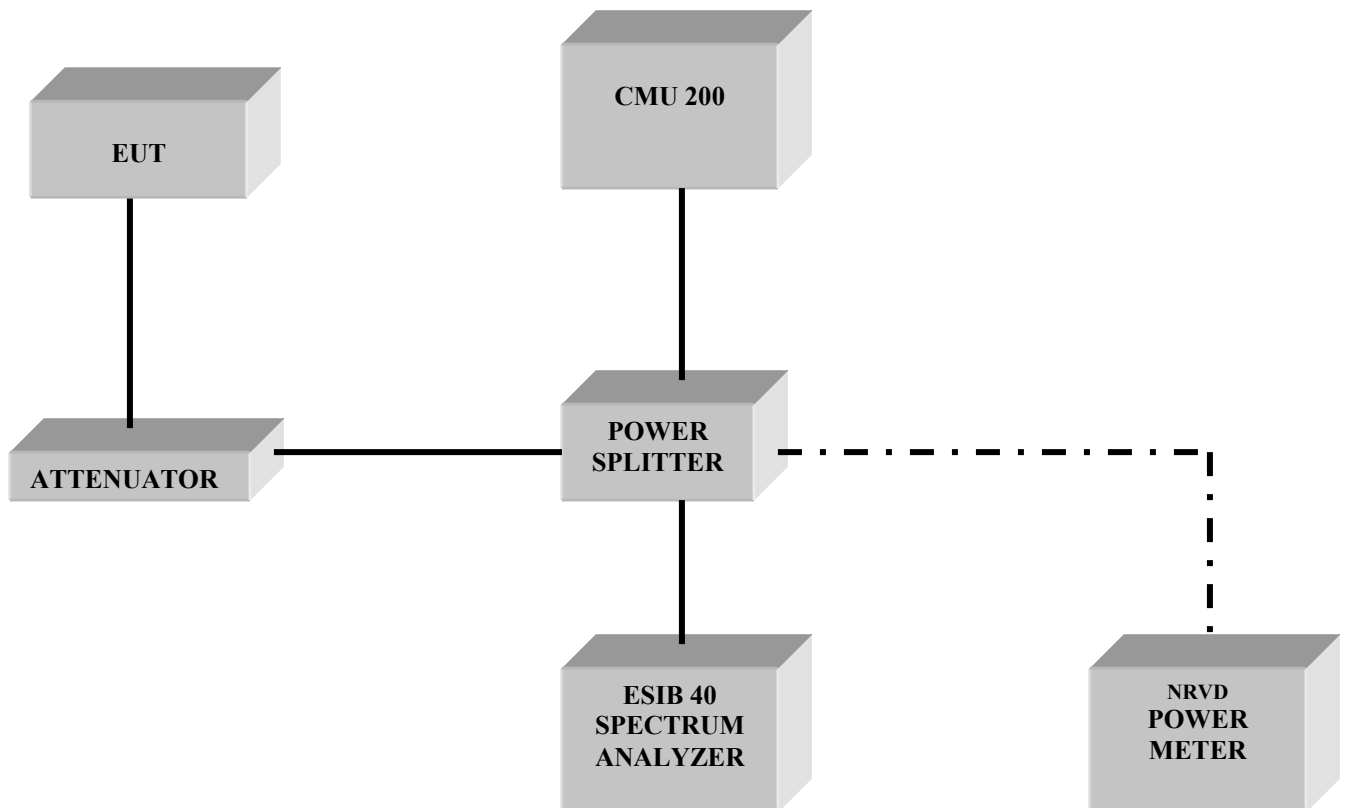 CMU 200
EUT
POWER
SPLITTER
ATTENUATOR
ESIB 40
SPECTRUM
ANALYZER
NRVD
POWER
METER